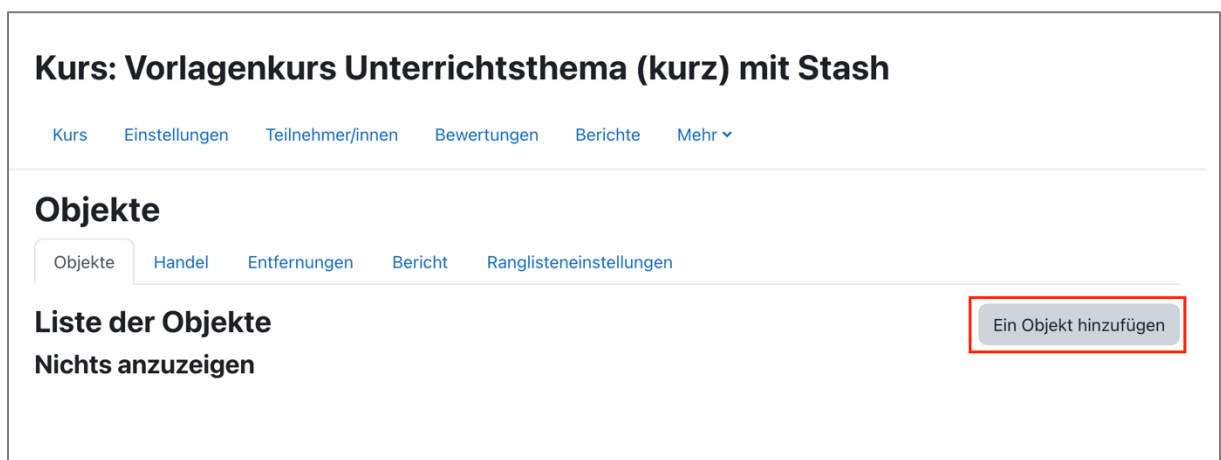 Kurs: Vorlagenkurs Unterrichtsthema (kurz) mit Stash
Kurs Einstellungen Teilnehmer/innen Bewertungen Berichte Mehr
Objekte
Objekte Handel Entfernungen Bericht Ranglisteneinstellungen
Liste der Objekte Ein Objekt hinzufügen
Nichts anzuzeigen